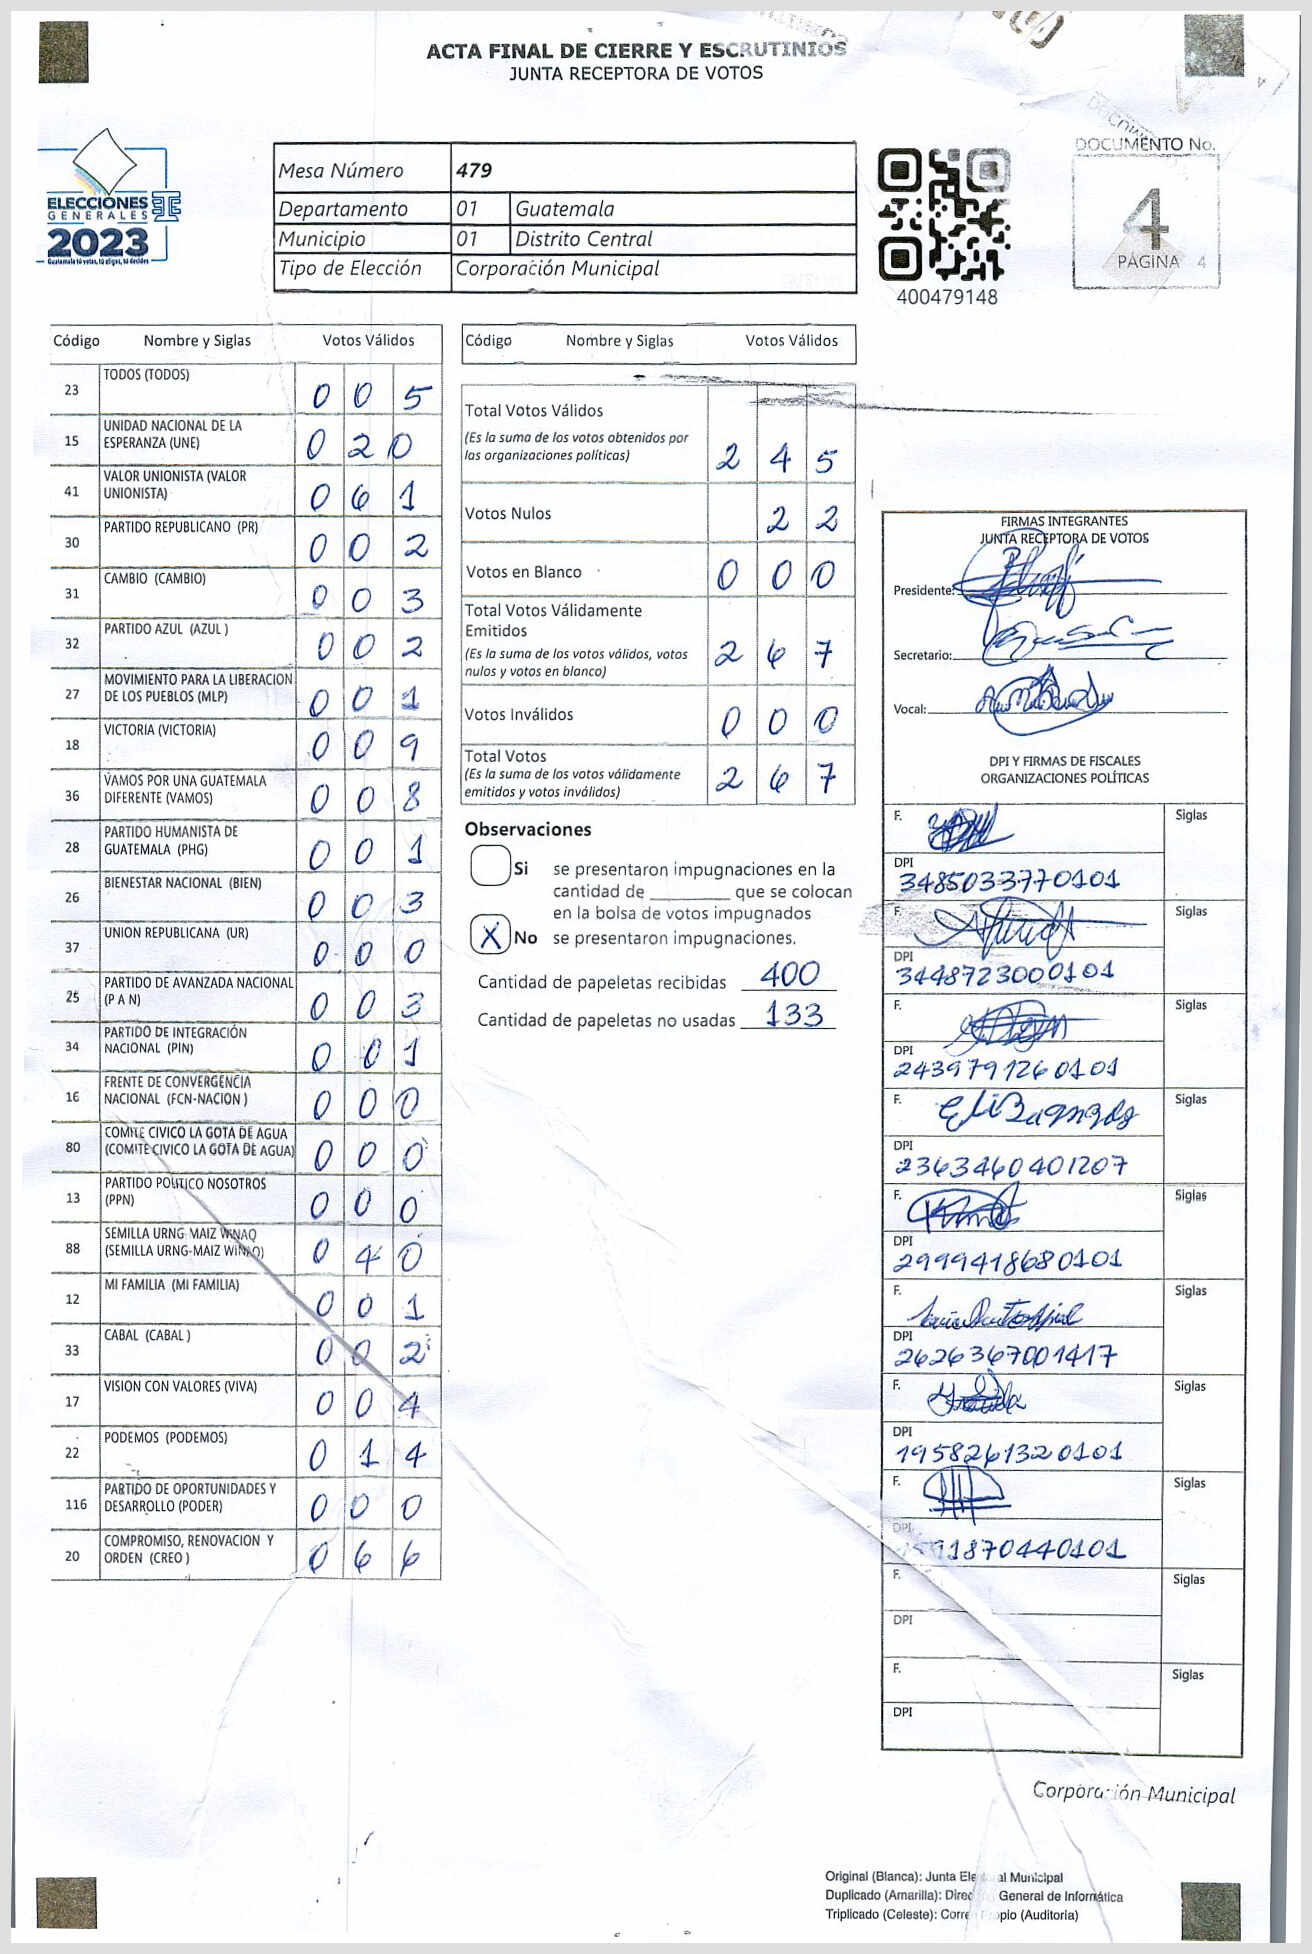 ACTA FINAL DE CIERRE Y ESCRUTINIOS
JUNTA RECEPTORA DE VOTOS
ELECCIONES
GENERALES
2023
Guatemala tú votas, tú eliges, tú decides
Mesa Número 479
Departamento 01 Guatemala
Municipio 01 Distrito Central
Tipo de Elección Corporación Municipal
400479148
DOCUMENTO No.
4
PÁGINA 4
Código Nombre y Siglas Votos Válidos
23 TODOS (TODOS) 0 0 5
15 UNIDAD NACIONAL DE LA
ESPERANZA (UNE) 0 2 0
41 VALOR UNIONISTA (VALOR
UNIONISTA) 0 6 1
30 PARTIDO REPUBLICANO (PR) 0 0 2
31 CAMBIO (CAMBIO) 0 0 3
32 PARTIDO AZUL (AZUL ) 0 0 2
27 MOVIMIENTO PARA LA LIBERACION
DE LOS PUEBLOS (MLP) 0 0 1
18 VICTORIA (VICTORIA) 0 0 9
36 VAMOS POR UNA GUATEMALA
DIFERENTE (VAMOS) 0 0 8
28 PARTIDO HUMANISTA DE
GUATEMALA (PHG) 0 0 1
26 BIENESTAR NACIONAL (BIEN) 0 0 3
37 UNION REPUBLICANA (UR) 0 0 0
25 PARTIDO DE AVANZADA NACIONAL
(P A N) 0 0 3
34 PARTIDO DE INTEGRACIÓN
NACIONAL (PIN) 0 0 1
16 FRENTE DE CONVERGENCIA
NACIONAL (FCN-NACION ) 0 0 0
80 COMITE CIVICO LA GOTA DE AGUA
(COMITE CIVICO LA GOTA DE AGUA) 0 0 0
13 PARTIDO POLITICO NOSOTROS
(PPN) 0 0 0
88 SEMILLA URNG MAIZ WINAQ
(SEMILLA URNG-MAIZ WINAQ) 0 4 0
12 MI FAMILIA (MI FAMILIA) 0 0 1
33 CABAL (CABAL ) 0 0 2
17 VISION CON VALORES (VIVA) 0 0 4
22 PODEMOS (PODEMOS) 0 1 4
116 PARTIDO DE OPORTUNIDADES Y
DESARROLLO (PODER) 0 0 0
20 COMPROMISO, RENOVACION Y
ORDEN (CREO ) 0 6 6
Código Nombre y Siglas Votos Válidos
Total Votos Válidos
(Es la suma de los votos obtenidos por
las organizaciones políticas) 2 4 5
Votos Nulos 2 2
Votos en Blanco 0 0 0
Total Votos Válidamente
Emitidos
(Es la suma de los votos válidos, votos
nulos y votos en blanco) 2 6 7
Votos Inválidos 0 0 0
Total Votos
(Es la suma de los votos válidamente
emitidos y votos inválidos) 2 6 7
Observaciones
Si se presentaron impugnaciones en la
cantidad de ________ que se colocan
en la bolsa de votos impugnados
X No se presentaron impugnaciones.
Cantidad de papeletas recibidas 400
Cantidad de papeletas no usadas 133
FIRMAS INTEGRANTES
JUNTA RECEPTORA DE VOTOS
Presidente:
Secretario:
Vocal:
DPI Y FIRMAS DE FISCALES
ORGANIZACIONES POLÍTICAS
F. Siglas
DPI
3485033770101
F. Siglas
DPI
3448723000101
F. Siglas
DPI
2439791260101
F. Siglas
DPI
2363460401207
F. Siglas
DPI
2999418680101
F. Siglas
DPI
2626367001417
F. Siglas
DPI
1958261320101
F. Siglas
DPI
591870440101
F. Siglas
DPI
F. Siglas
DPI
Corporación Municipal
Original (Blanca): Junta Electoral Municipal
Duplicado (Amarilla): Dirección General de Informática
Triplicado (Celeste): Correo Propio (Auditoria)